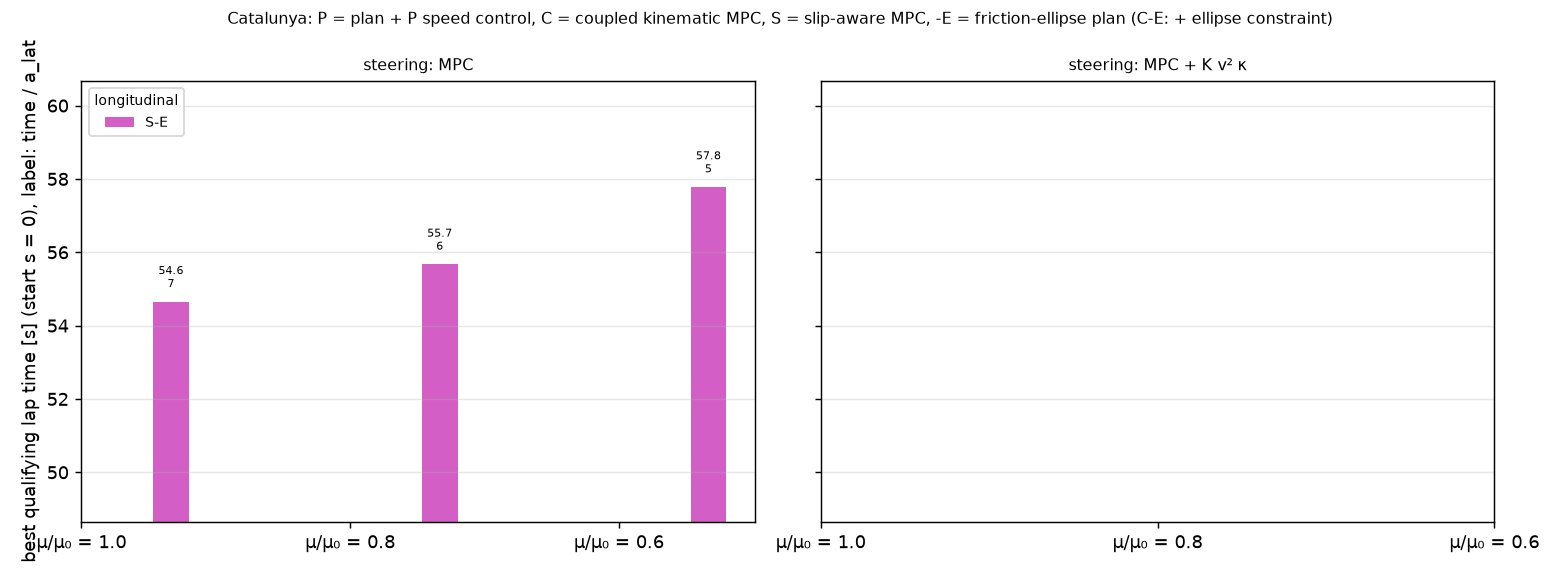 Catalunya: P = plan + P speed control, C = coupled kinematic MPC, S = slip-aware MPC, -E = friction-ellipse plan (C-E: + ellipse constraint)
best qualifying lap time [s] (start s = 0), label: time / a_lat
steering: MPC
longitudinal
S-E
60
58
56
54
52
50
54.6
7
55.7
6
57.8
5
μ/μ₀ = 1.0
μ/μ₀ = 0.8
μ/μ₀ = 0.6
steering: MPC + K v² κ
μ/μ₀ = 1.0
μ/μ₀ = 0.8
μ/μ₀ = 0.6